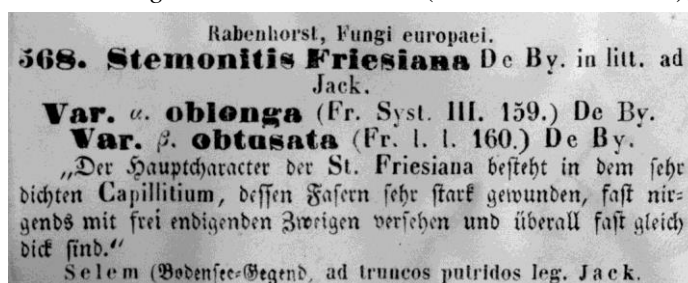 Rabenhorst, Fungi europaei.
568. Stemonitis Friesiana De By. in litt. ad
Jack.
Var. α. oblonga (Fr. Syst. III. 159.) De By.
Var. β. obtusata (Fr. l. l. 160.) De By.
„Der Hauptcharacter der St. Friesiana besteht in dem sehr
dichten Capillitium, dessen Fasern sehr stark gewunden, fast nir-
gends mit frei endigenden Zweigen versehen und überall fast gleich
dick sind.“
Selem (Bodensee-Gegend, ad truncos putridos leg. Jack.